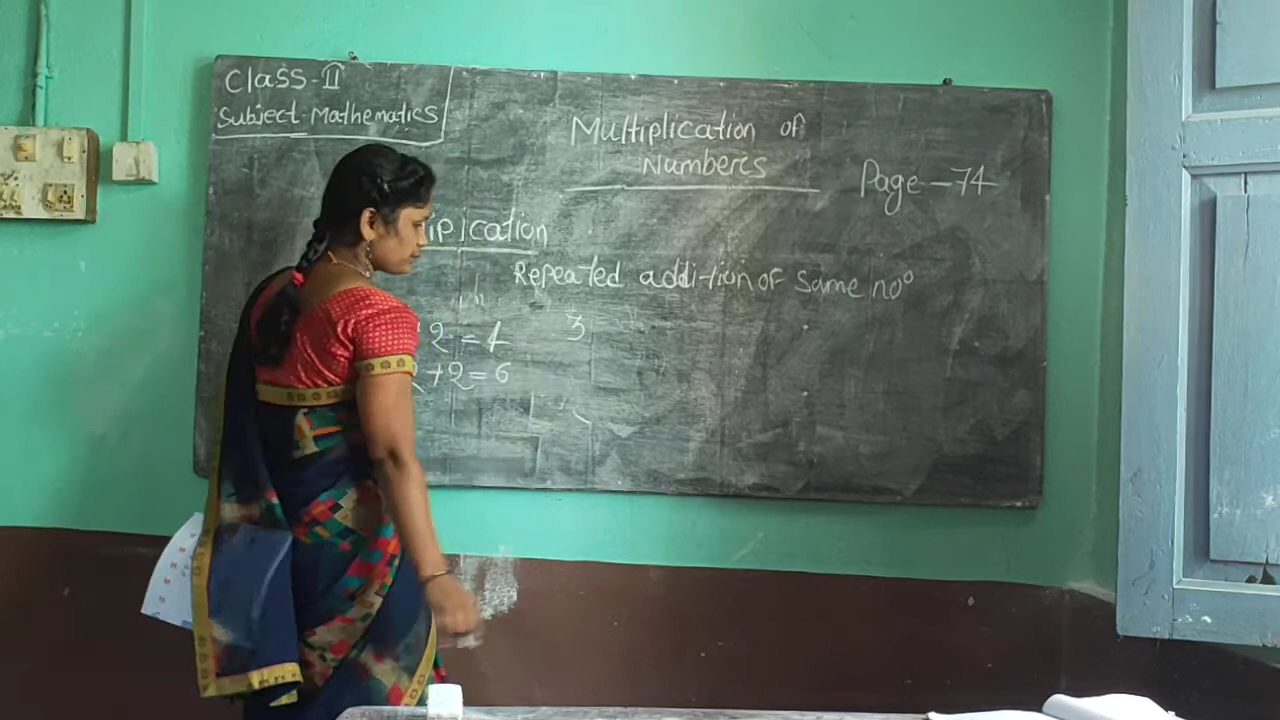 Class-II
Subject-Mathematics
Multiplication of
Numbers
Page-74
iplication
Repeated addition of same no°
2=4
3
+2=6